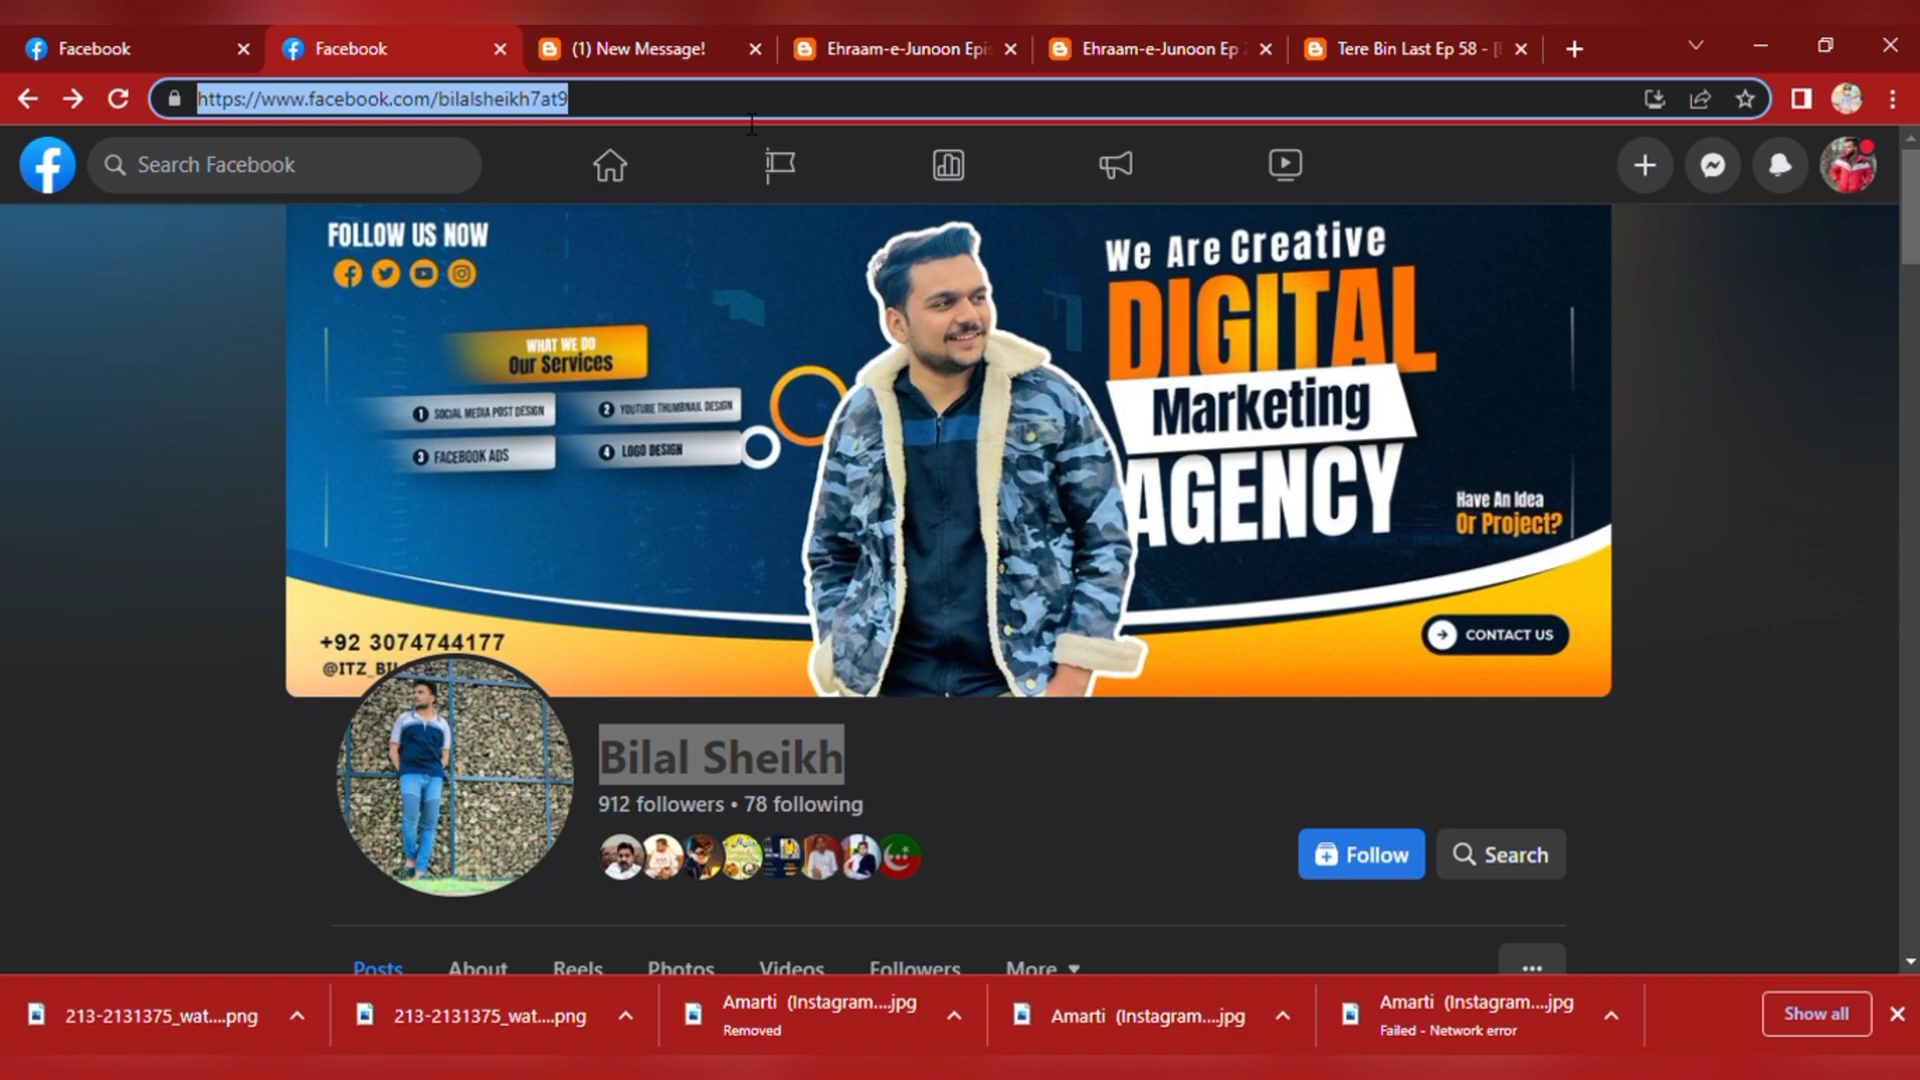 Facebook
Facebook
(1) New Message!
Ehraam-e-Junoon Epi
Ehraam-e-Junoon Ep
Tere Bin Last Ep 58 - [
https://www.facebook.com/bilalsheikh7at9
Search Facebook
FOLLOW US NOW
WHAT WE DO
Our Services
1 SOCIAL MEDIA POST DESIGN
2 YOUTUBE THUMBNAIL DESIGN
3 FACEBOOK ADS
4 LOGO DESIGN
We Are Creative
DIGITAL
Marketing
AGENCY
Have An Idea
Or Project?
CONTACT US
+92 3074744177
Bilal Sheikh
912 followers • 78 following
Follow
Search
Posts
About
Reels
Photos
Videos
Followers
More
213-2131375_wat....png
213-2131375_wat....png
Amarti (Instagram....jpg
Removed
Amarti (Instagram....jpg
Amarti (Instagram....jpg
Failed - Network error
Show all